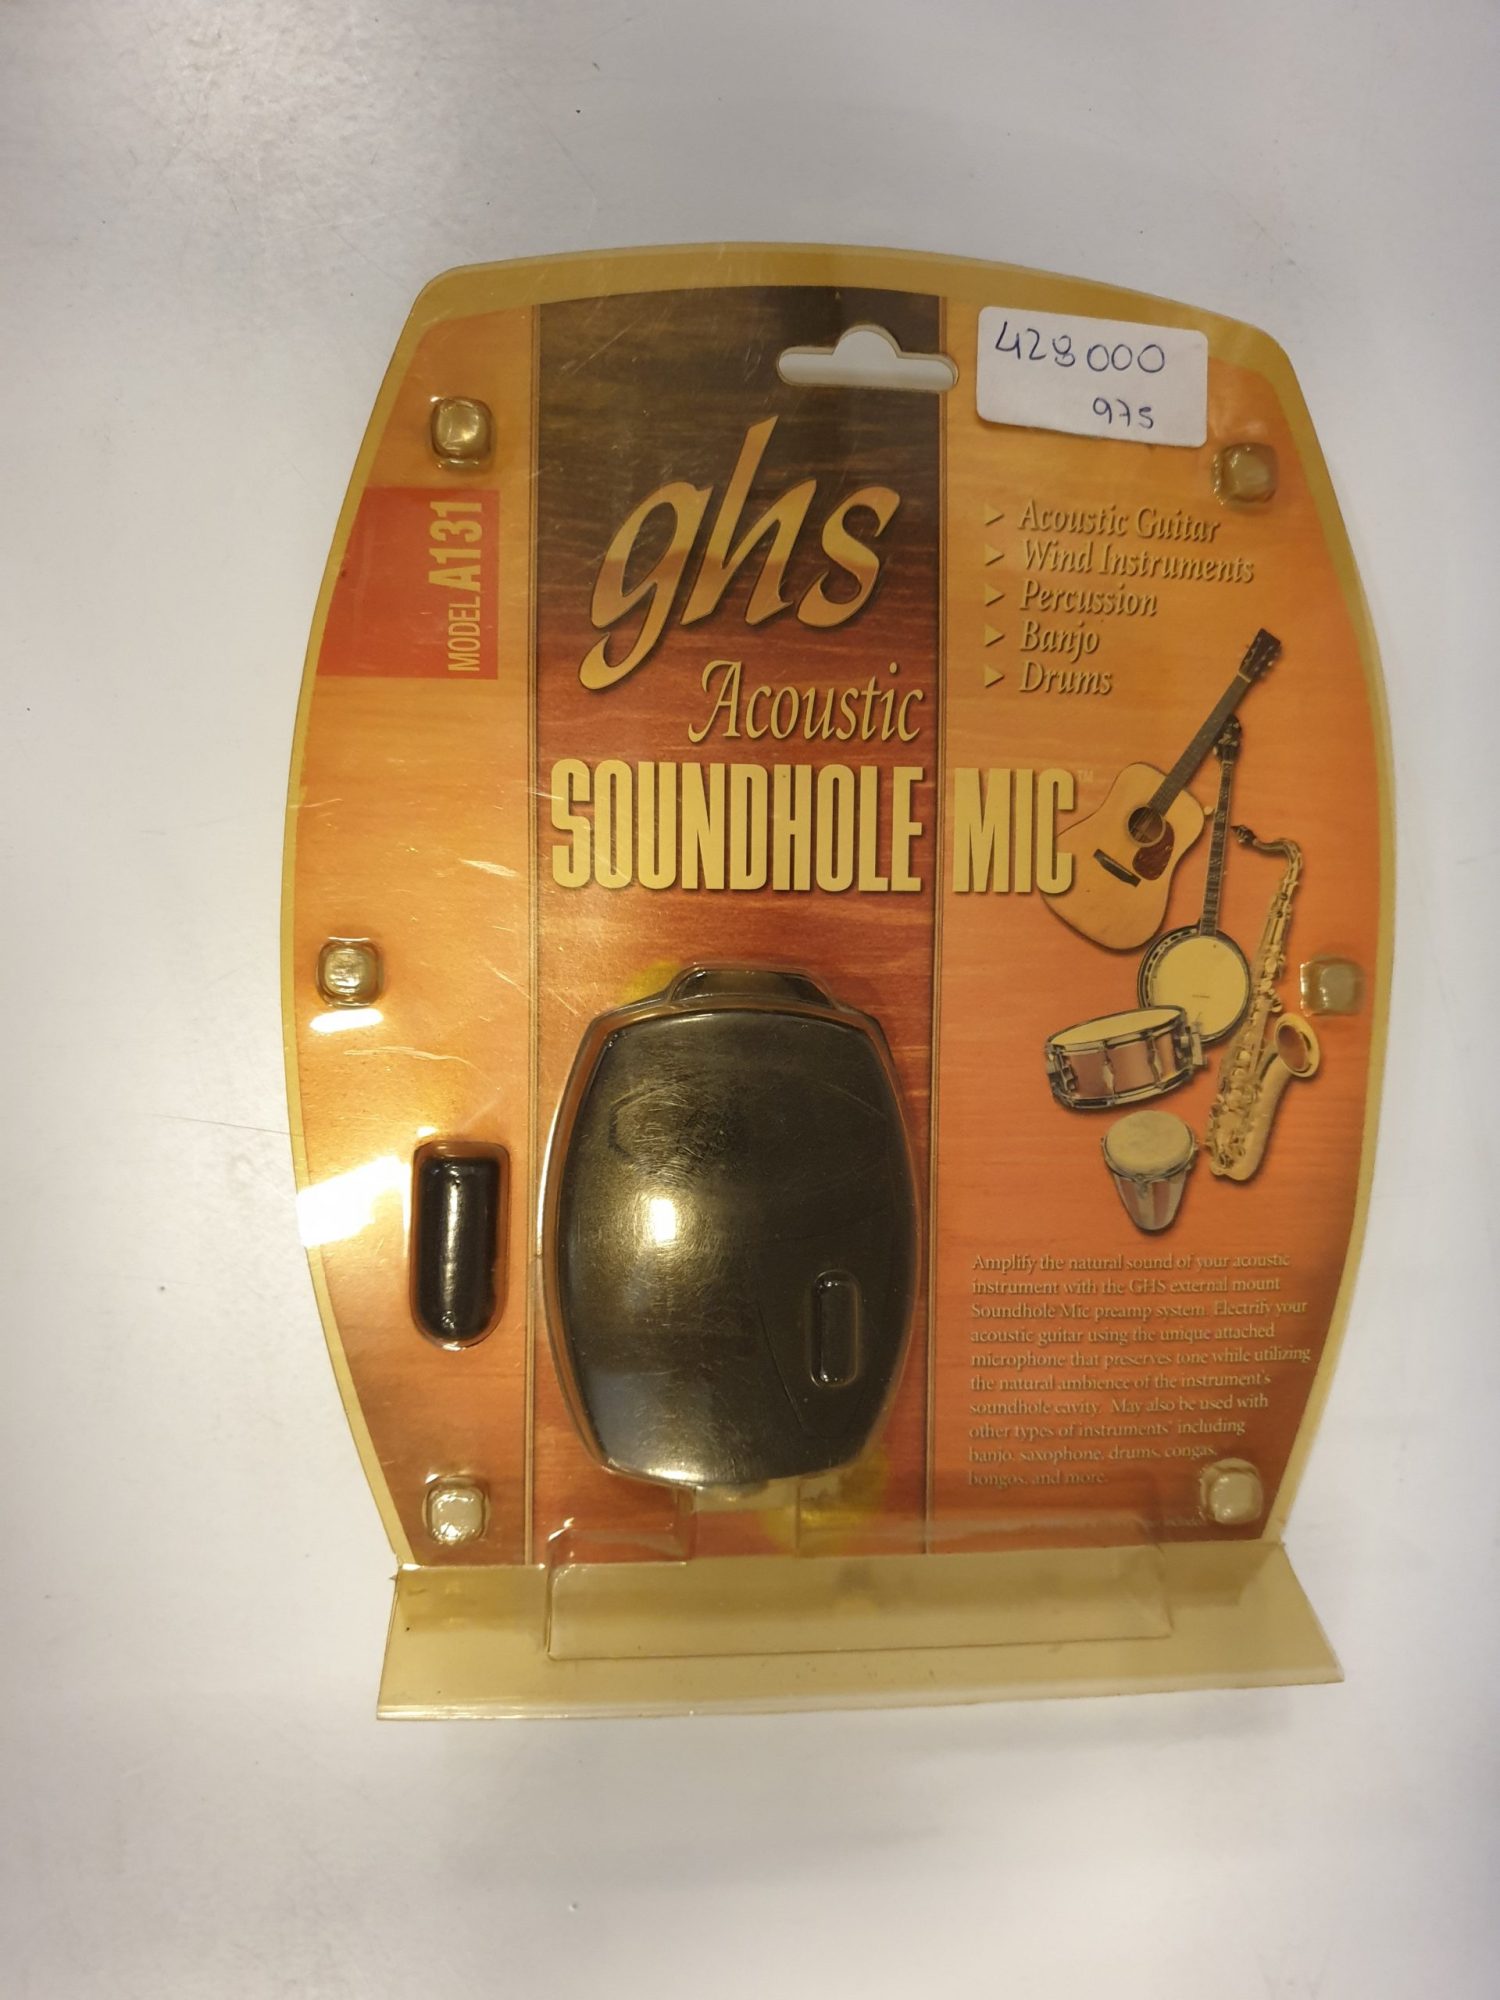 428000
975
MODEL A131
ghs
Acoustic
SOUNDHOLE MIC™
Acoustic Guitar
Wind Instruments
Percussion
Banjo
Drums
Amplify the natural sound of your acoustic
instrument with the GHS external mount
Soundhole Mic preamp system. Electrify your
acoustic guitar using the unique attached
microphone that preserves tone while utilizing
the natural ambience of the instrument's
soundhole cavity. May also be used with
other types of instruments including
banjo, saxophone, drums, congas,
bongos, and more.